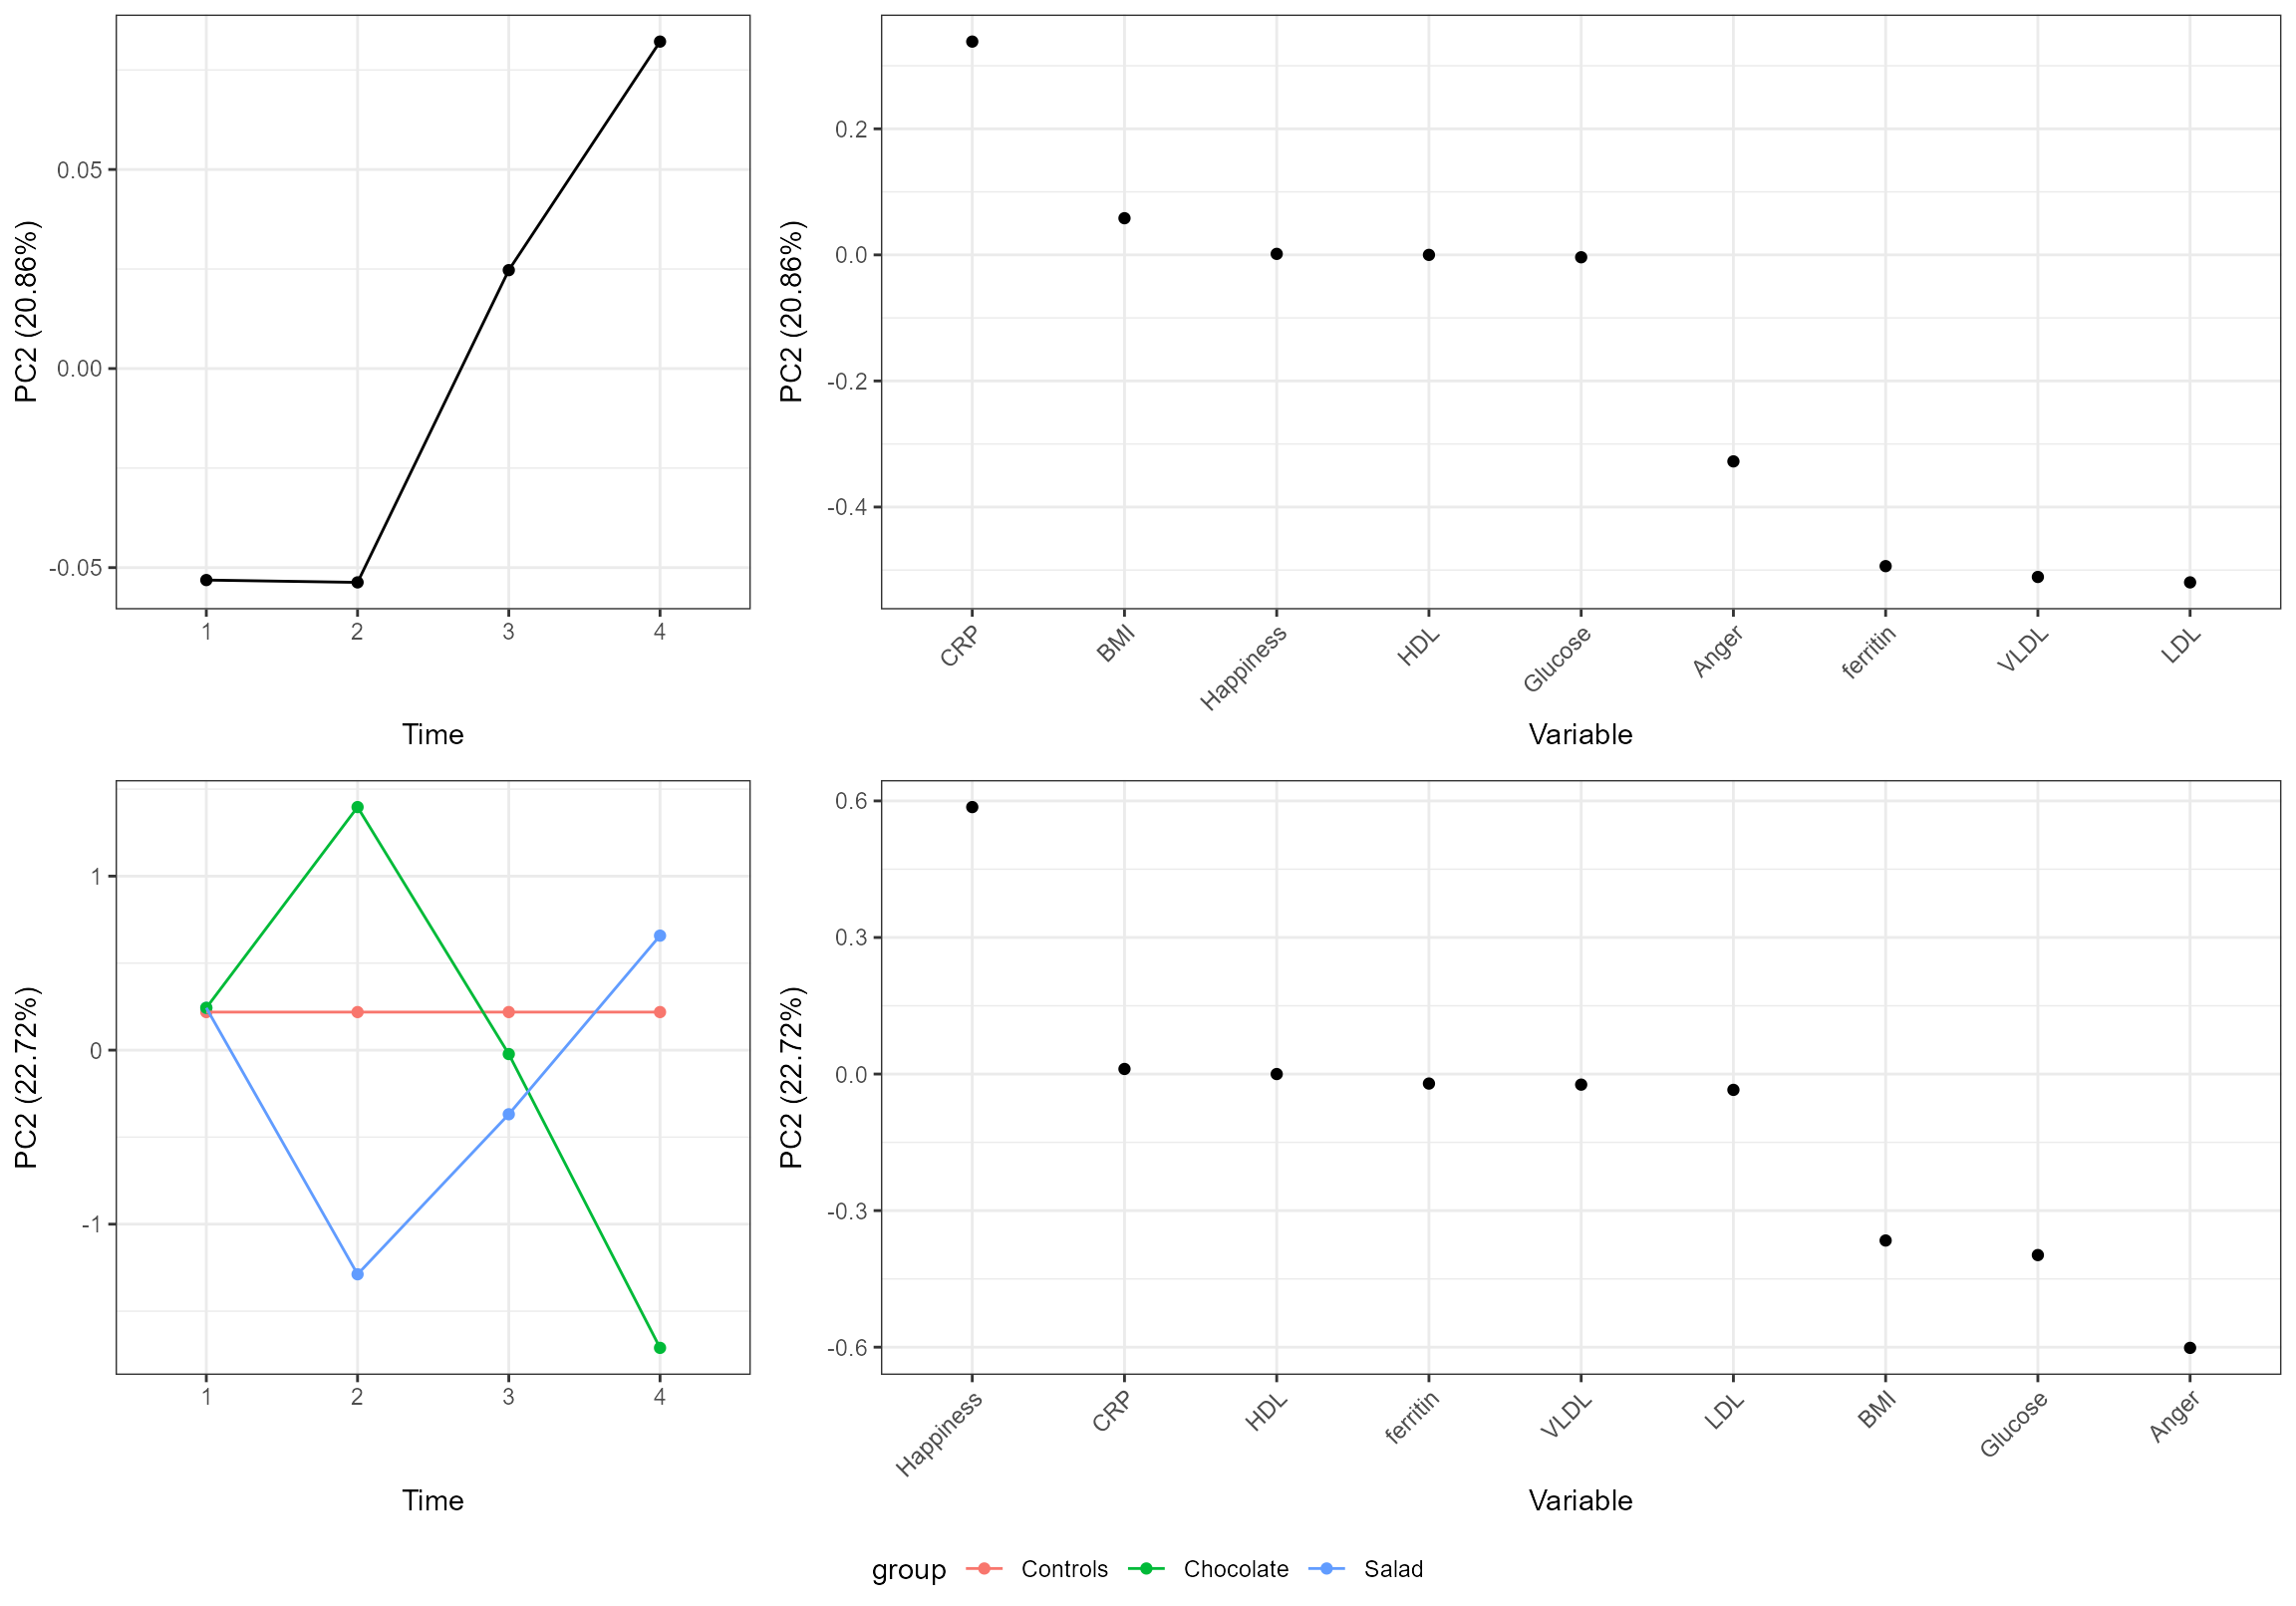 PC2 (20.86%)
0.05
0.00
-0.05
1 2 3 4
Time
PC2 (20.86%)
0.2
0.0
-0.2
-0.4
CRP BMI Happiness HDL Glucose Anger ferritin VLDL LDL
Variable
PC2 (22.72%)
1
0
-1
1 2 3 4
Time
PC2 (22.72%)
0.6
0.3
0.0
-0.3
-0.6
Happiness CRP HDL ferritin VLDL LDL BMI Glucose Anger
Variable
group Controls Chocolate Salad